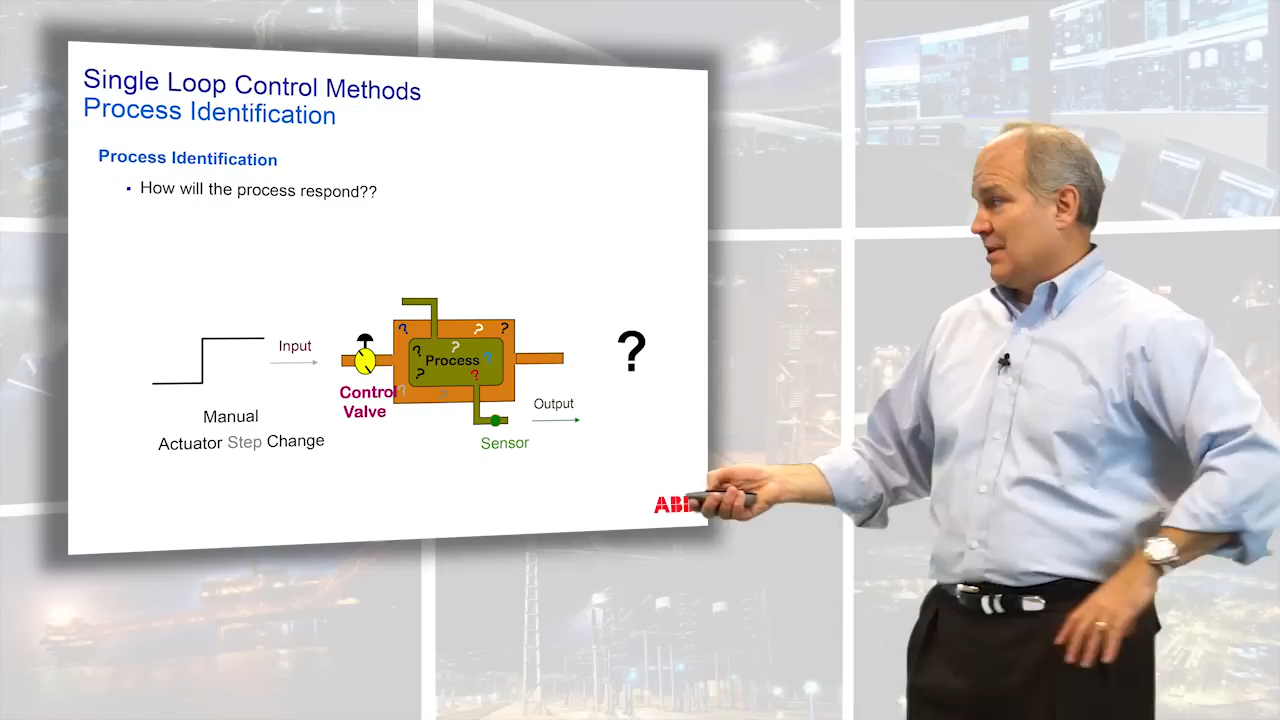 Single Loop Control Methods
Process Identification
Process Identification
▪ How will the process respond??
? ? ?
? ?
Process ?
? ?
? ?
?
Input
Control
Valve
Manual
Actuator Step Change
Output
Sensor